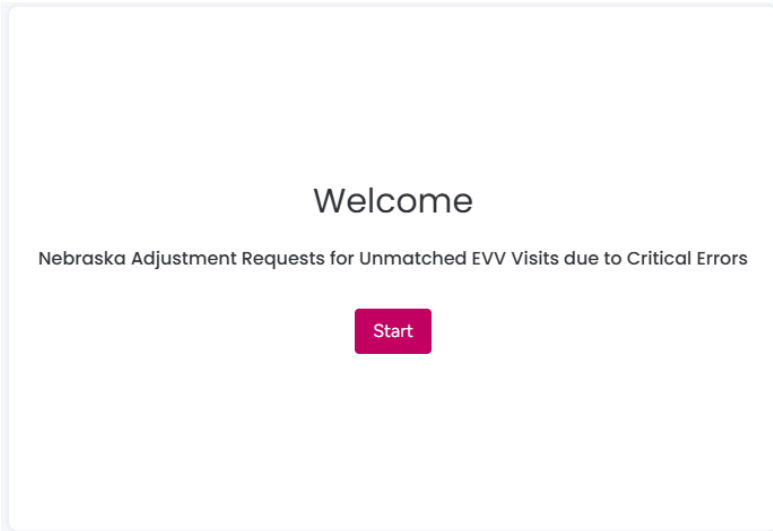 Welcome
Nebraska Adjustment Requests for Unmatched EVV Visits due to Critical Errors
Start